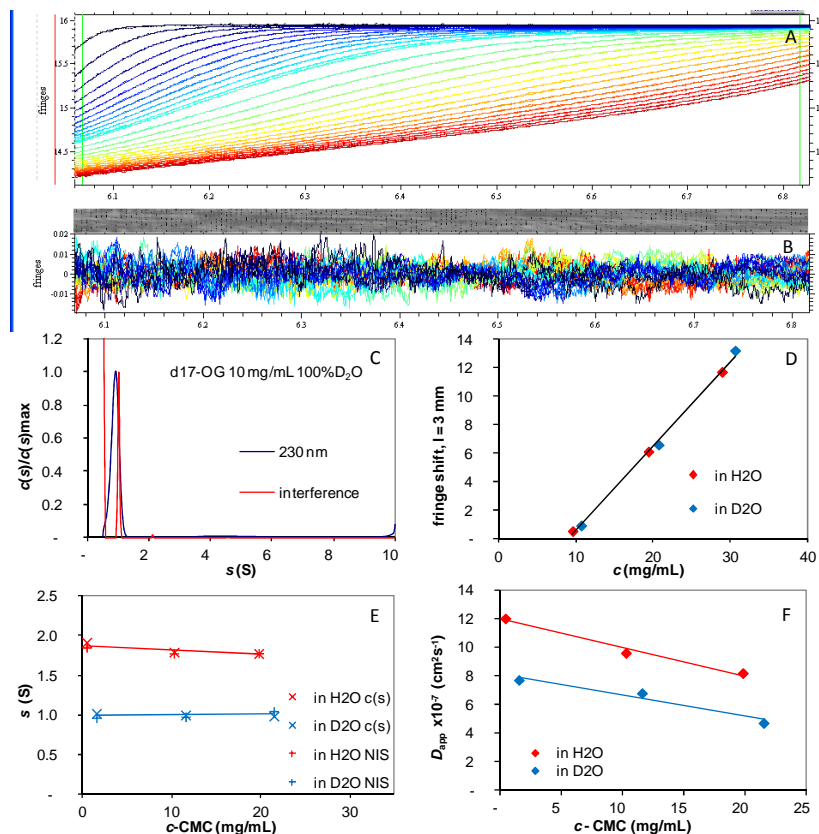 A
fringes
16
15.5
15
14.5
6.1 6.2 6.3 6.4 6.5 6.6 6.7 6.8
B
fringes
0.02
0.01
0
-0.01
6.1 6.2 6.3 6.4 6.5 6.6 6.7 6.8
C
d17-OG 10 mg/mL 100%D₂O
230 nm
interference
c(s)/c(s)max
1.2
1.0
0.8
0.6
0.4
0.2
-
- 2 4 6 8 10
s (S)
D
fringe shift, l = 3 mm
14
12
10
8
6
4
2
-
in H2O
in D2O
0 10 20 30 40
c (mg/mL)
E
s (S)
2.5
2.0
1.5
1.0
0.5
-
in H2O c(s)
in D2O c(s)
in H2O NIS
in D2O NIS
0 10 20 30
c-CMC (mg/mL)
F
Dapp x10⁻⁷ (cm²s⁻¹)
14
12
10
8
6
4
2
-
in H2O
in D2O
0 5 10 15 20 25
c - CMC (mg/mL)